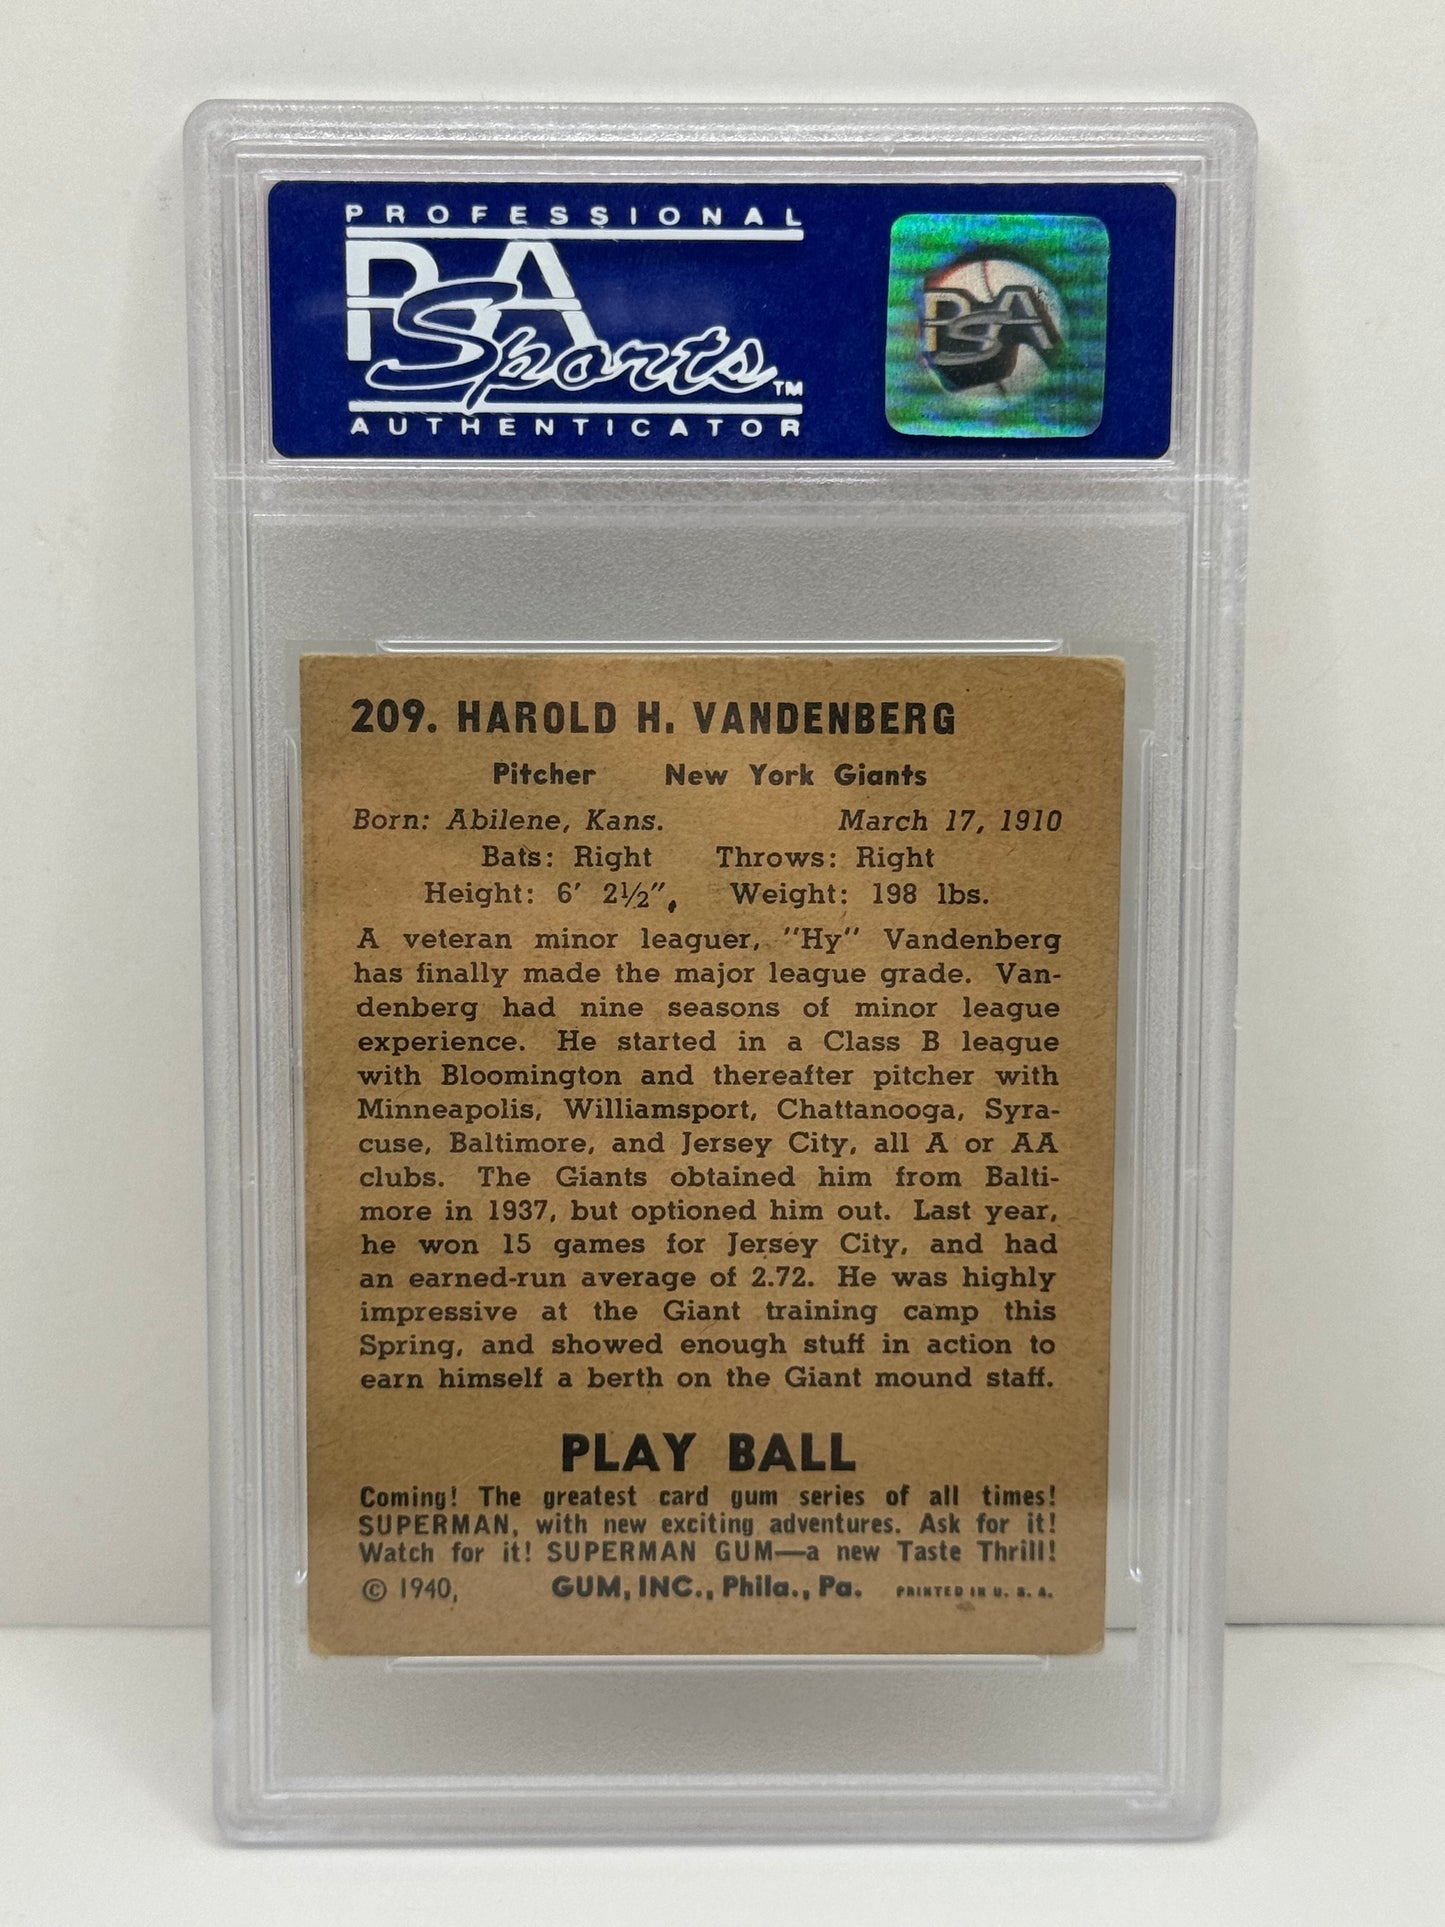 PROFESSIONAL
PSA
Sports™
AUTHENTICATOR
PSA
209. HAROLD H. VANDENBERG
Pitcher New York Giants
Born: Abilene, Kans. March 17, 1910
Bats: Right Throws: Right
Height: 6′ 2½″, Weight: 198 lbs.
A veteran minor leaguer, "Hy" Vandenberg
has finally made the major league grade. Van-
denberg had nine seasons of minor league
experience. He started in a Class B league
with Bloomington and thereafter pitcher with
Minneapolis, Williamsport, Chattanooga, Syra-
cuse, Baltimore, and Jersey City, all A or AA
clubs. The Giants obtained him from Balti-
more in 1937, but optioned him out. Last year,
he won 15 games for Jersey City, and had
an earned-run average of 2.72. He was highly
impressive at the Giant training camp this
Spring, and showed enough stuff in action to
earn himself a berth on the Giant mound staff.
PLAY BALL
Coming! The greatest card gum series of all times!
SUPERMAN, with new exciting adventures. Ask for it!
Watch for it! SUPERMAN GUM—a new Taste Thrill!
© 1940, GUM, INC., Phila., Pa. PRINTED IN U. S. A.